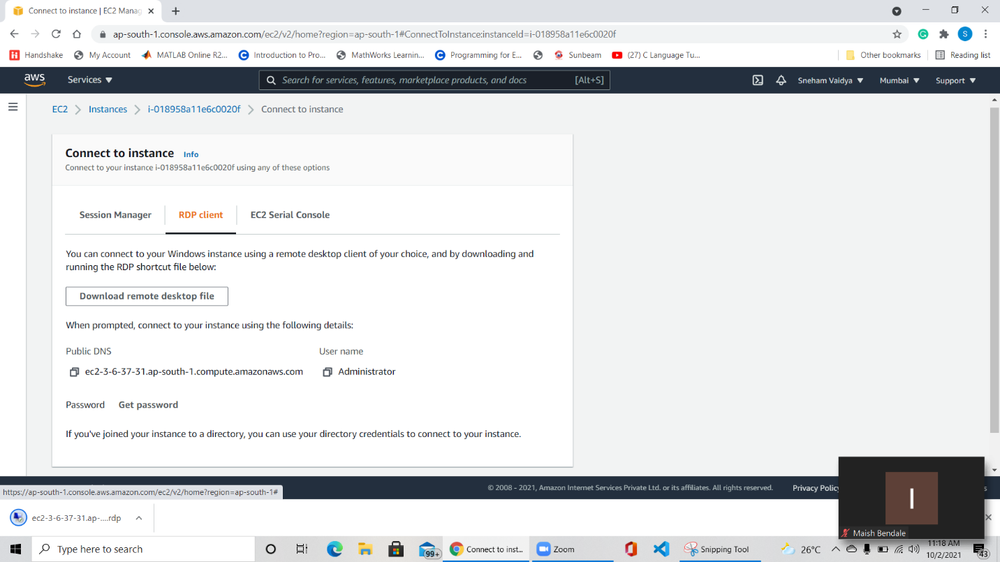 Connect to instance | EC2 Manag
ap-south-1.console.aws.amazon.com/ec2/v2/home?region=ap-south-1#ConnectToInstance:instanceId=i-018958a11e6c0020f
S
Handshake My Account MATLAB Online R2... Introduction to Pro... MathWorks Learnin... Programming for E... Sunbeam (27) C Language Tu... Other bookmarks Reading list
aws Services Search for services, features, marketplace products, and docs [Alt+S] Sneham Vaidya Mumbai Support
EC2 Instances i-018958a11e6c0020f Connect to instance
Connect to instance Info
Connect to your instance i-018958a11e6c0020f using any of these options
Session Manager RDP client EC2 Serial Console
You can connect to your Windows instance using a remote desktop client of your choice, and by downloading and
running the RDP shortcut file below:
Download remote desktop file
When prompted, connect to your instance using the following details:
Public DNS User name
ec2-3-6-37-31.ap-south-1.compute.amazonaws.com Administrator
Password Get password
If you've joined your instance to a directory, you can use your directory credentials to connect to your instance.
© 2008 - 2021, Amazon Internet Services Private Ltd. or its affiliates. All rights reserved. Privacy Policy
https://ap-south-1.console.aws.amazon.com/ec2/v2/home?region=ap-south-1#
I
Maish Bendale
ec2-3-6-37-31.ap-....rdp
Type here to search 99+ Connect to inst... Zoom Snipping Tool 26°C 11:18 AM
10/2/2021 43